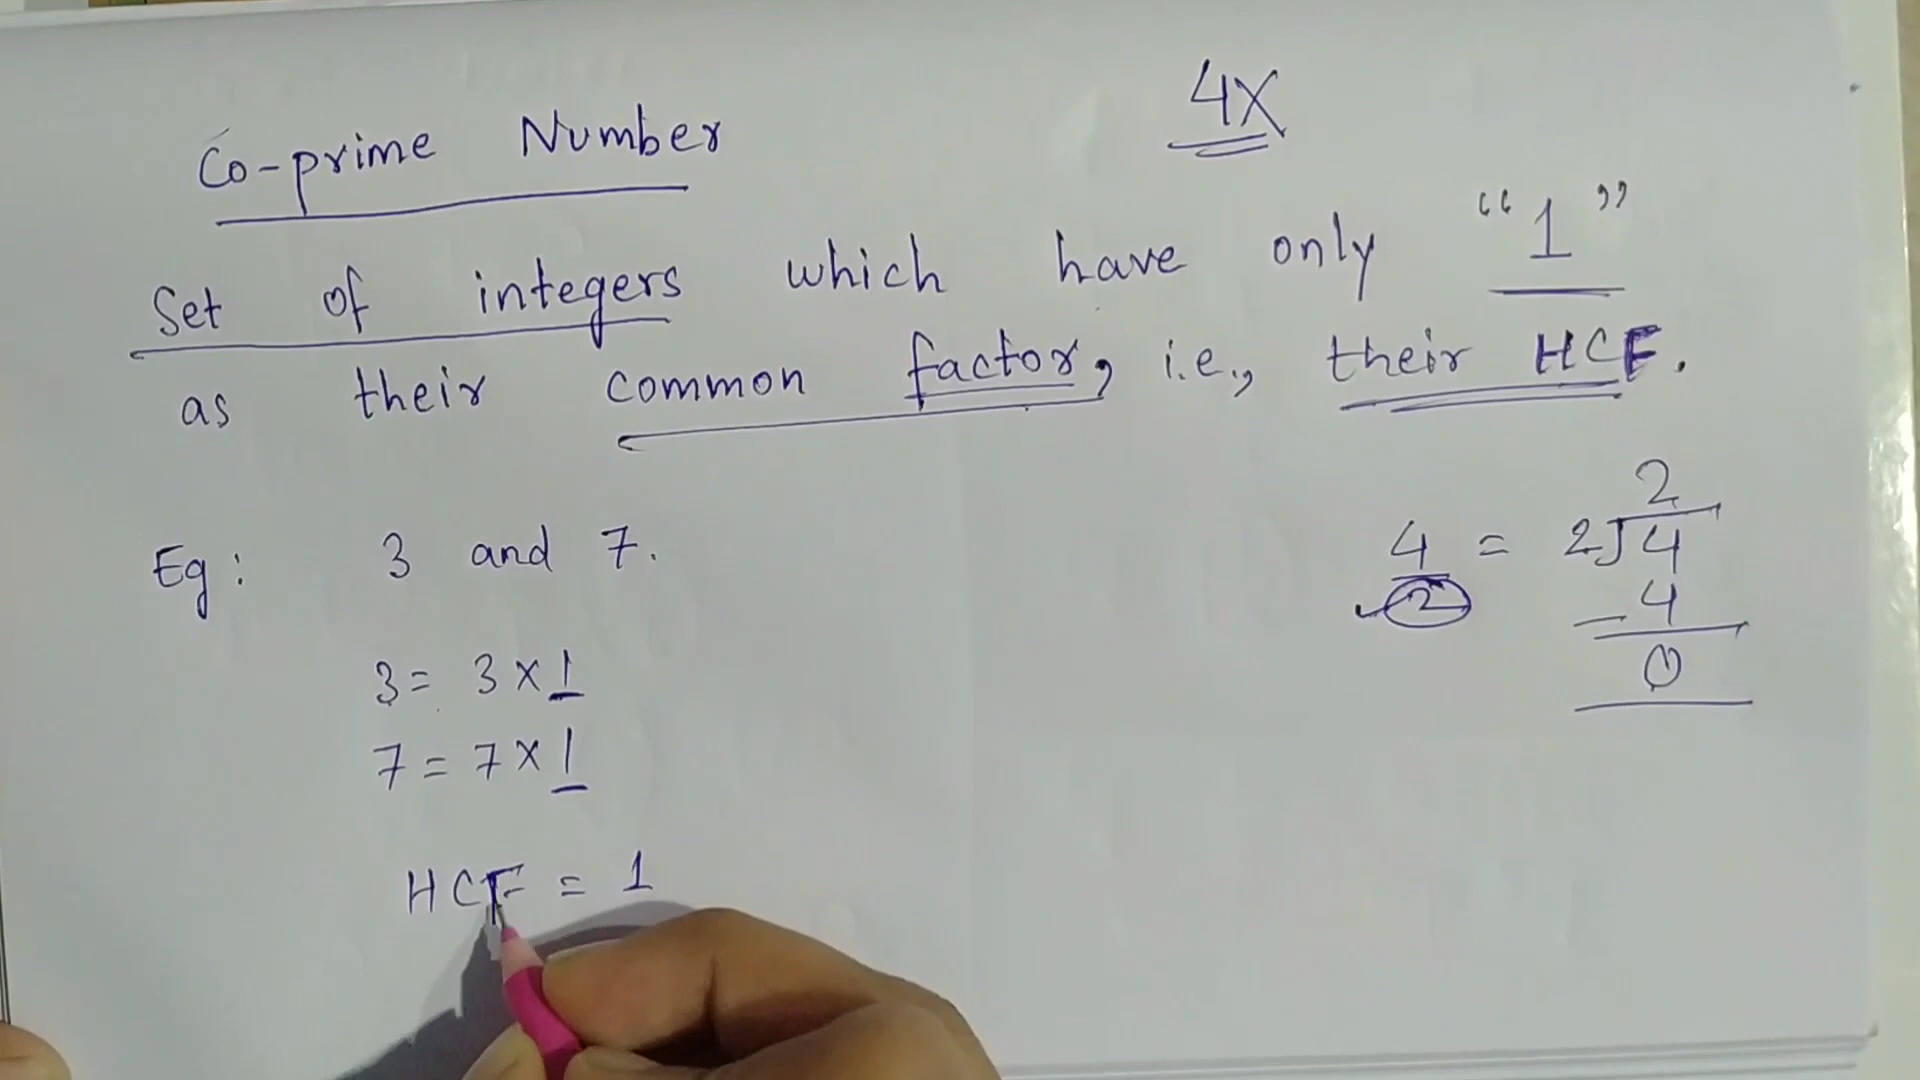 Co-prime Number
4X
Set of integers which have only "1"
as their common factor, i.e., their HCF.
Eg: 3 and 7.
3 = 3 × 1
7 = 7 × 1
HCF = 1
2
4 = 2)4
2
- 4
0